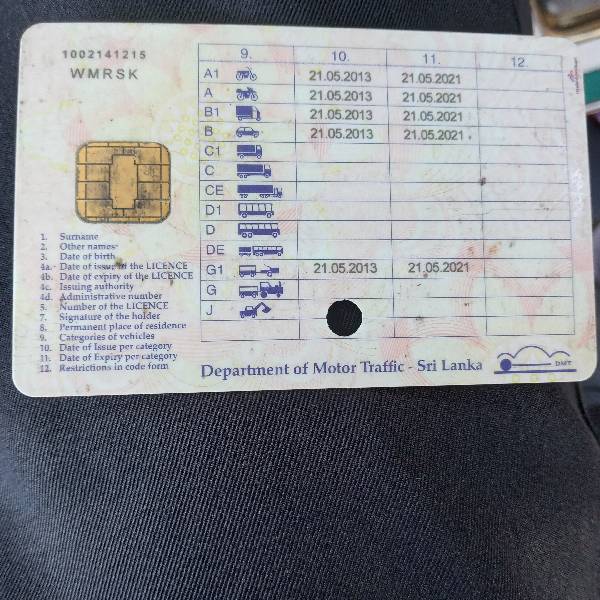 1002141215
WMRSK
9. 10. 11. 12.
A1 21.05.2013 21.05.2021
A 21.05.2013 21.05.2021
B1 21.05.2013 21.05.2021
B 21.05.2013 21.05.2021
C1
C
CE
D1
D
DE
G1 21.05.2013 21.05.2021
G
J
1. Surname
2. Other names
3. Date of birth
4a. Date of issue of the LICENCE
4b. Date of expiry of the LICENCE
4c. Issuing authority
4d. Administrative number
5. Number of the LICENCE
7. Signature of the holder
8. Permanent place of residence
9. Categories of vehicles
10. Date of Issue per category
11. Date of Expiry per category
12. Restrictions in code form
Department of Motor Traffic - Sri Lanka
DMT